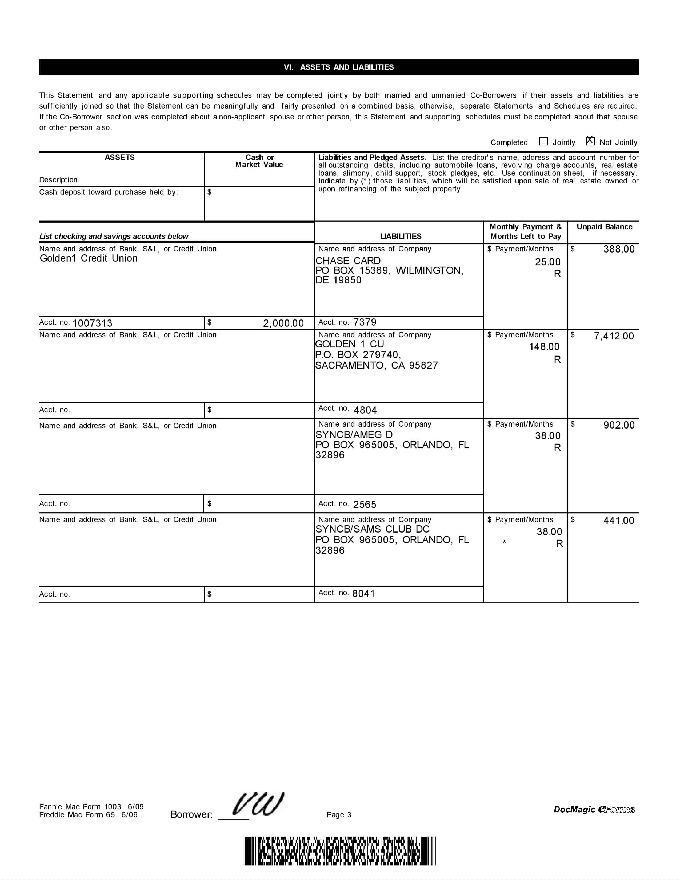 VI. ASSETS AND LIABILITIES
This Statement and any applicable supporting schedules may be completed jointly by both married and unmarried Co-Borrowers if their assets and liabilities are
sufficiently joined so that the Statement can be meaningfully and fairly presented on a combined basis; otherwise, separate Statements and Schedules are required.
If the Co-Borrower section was completed about a non-applicant spouse or other person, this Statement and supporting schedules must be completed about that spouse
or other person also.
Completed Jointly X Not Jointly
ASSETS
Cash or
Market Value
Description
Cash deposit toward purchase held by: $
Liabilities and Pledged Assets. List the creditor's name, address and account number for
all outstanding debts, including automobile loans, revolving charge accounts, real estate
loans, alimony, child support, stock pledges, etc. Use continuation sheet, if necessary.
Indicate by (*) those liabilities, which will be satisfied upon sale of real estate owned or
upon refinancing of the subject property.
List checking and savings accounts below
LIABILITIES
Monthly Payment &
Months Left to Pay
Unpaid Balance
Name and address of Bank, S&L, or Credit Union
Golden1 Credit Union
Acct. no. 1007313 $ 2,000.00
Name and address of Company
CHASE CARD
PO BOX 15369, WILMINGTON,
DE 19850
Acct. no. 7379
$ Payment/Months
25.00
R
$ 388.00
Name and address of Bank, S&L, or Credit Union
Acct. no. $
Name and address of Company
GOLDEN 1 CU
P.O. BOX 279740,
SACRAMENTO, CA 95827
Acct. no. 4804
$ Payment/Months
148.00
R
$ 7,412.00
Name and address of Bank, S&L, or Credit Union
Acct. no. $
Name and address of Company
SYNCB/AMEG D
PO BOX 965005, ORLANDO, FL
32896
Acct. no. 2565
$ Payment/Months
38.00
R
$ 902.00
Name and address of Bank, S&L, or Credit Union
Acct. no. $
Name and address of Company
SYNCB/SAMS CLUB DC
PO BOX 965005, ORLANDO, FL
32896
Acct. no. 8041
$ Payment/Months
38.00
* R
$ 441.00
Fannie Mae Form 1003 6/09
Freddie Mac Form 65 6/09
Borrower: VW
Page 3
DocMagic